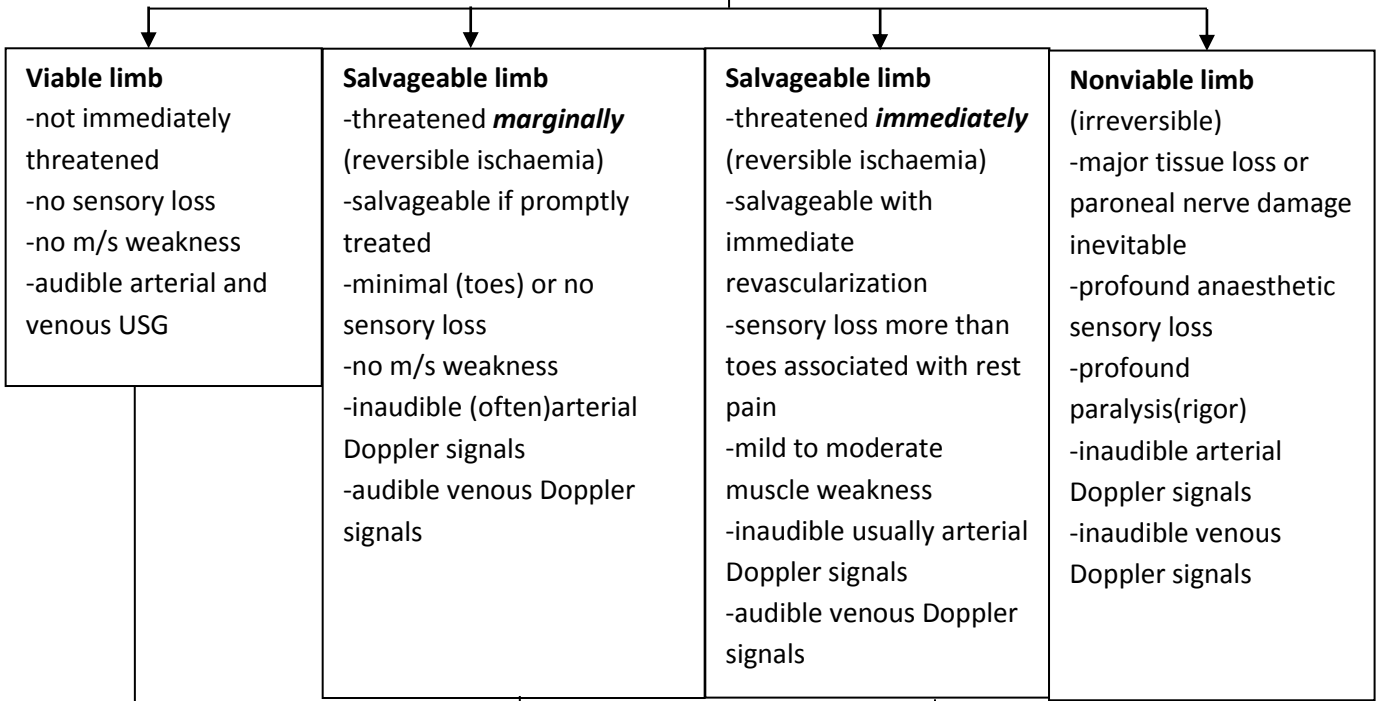 Viable limb
-not immediately
threatened
-no sensory loss
-no m/s weakness
-audible arterial and
venous USG
Salvageable limb
-threatened marginally
(reversible ischaemia)
-salvageable if promptly
treated
-minimal (toes) or no
sensory loss
-no m/s weakness
-inaudible (often)arterial
Doppler signals
-audible venous Doppler
signals
Salvageable limb
-threatened immediately
(reversible ischaemia)
-salvageable with
immediate
revascularization
-sensory loss more than
toes associated with rest
pain
-mild to moderate
muscle weakness
-inaudible usually arterial
Doppler signals
-audible venous Doppler
signals
Nonviable limb
(irreversible)
-major tissue loss or
paroneal nerve damage
inevitable
-profound anaesthetic
sensory loss
-profound
paralysis(rigor)
-inaudible arterial
Doppler signals
-inaudible venous
Doppler signals